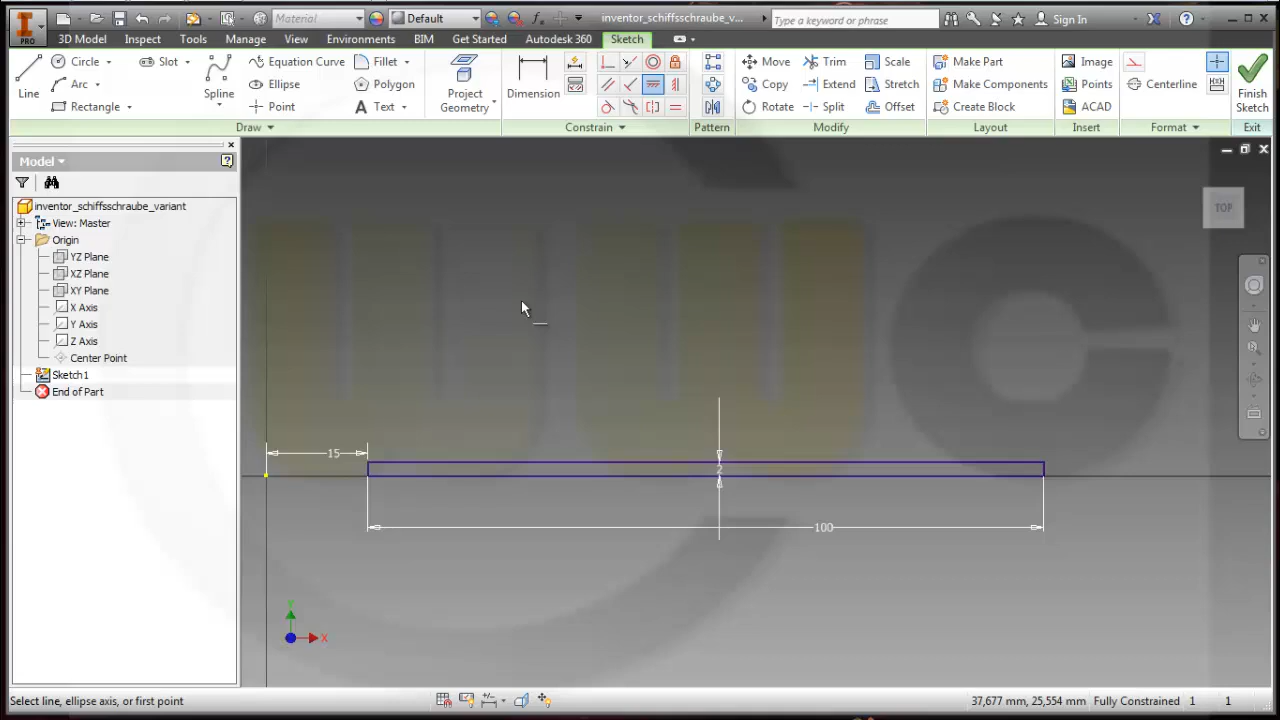 PRO
Material
Default
inventor_schiffsschraube_v...
Type a keyword or phrase
Sign In
3D Model Inspect Tools Manage View Environments BIM Get Started Autodesk 360 Sketch
Line
Circle
Arc
Rectangle
Slot
Spline
Equation Curve
Ellipse
Point
Fillet
Polygon
Text
Project
Geometry
Dimension
Move
Copy
Rotate
Trim
Extend
Split
Scale
Stretch
Offset
Make Part
Make Components
Create Block
Image
Points
ACAD
Centerline
Finish
Sketch
Draw Constrain Pattern Modify Layout Insert Format Exit
Model
inventor_schiffsschraube_variant
View: Master
Origin
YZ Plane
XZ Plane
XY Plane
X Axis
Y Axis
Z Axis
Center Point
Sketch1
End of Part
TOP
15
2
100
Y
X
Select line, ellipse axis, or first point
37,677 mm, 25,554 mm Fully Constrained 1 1